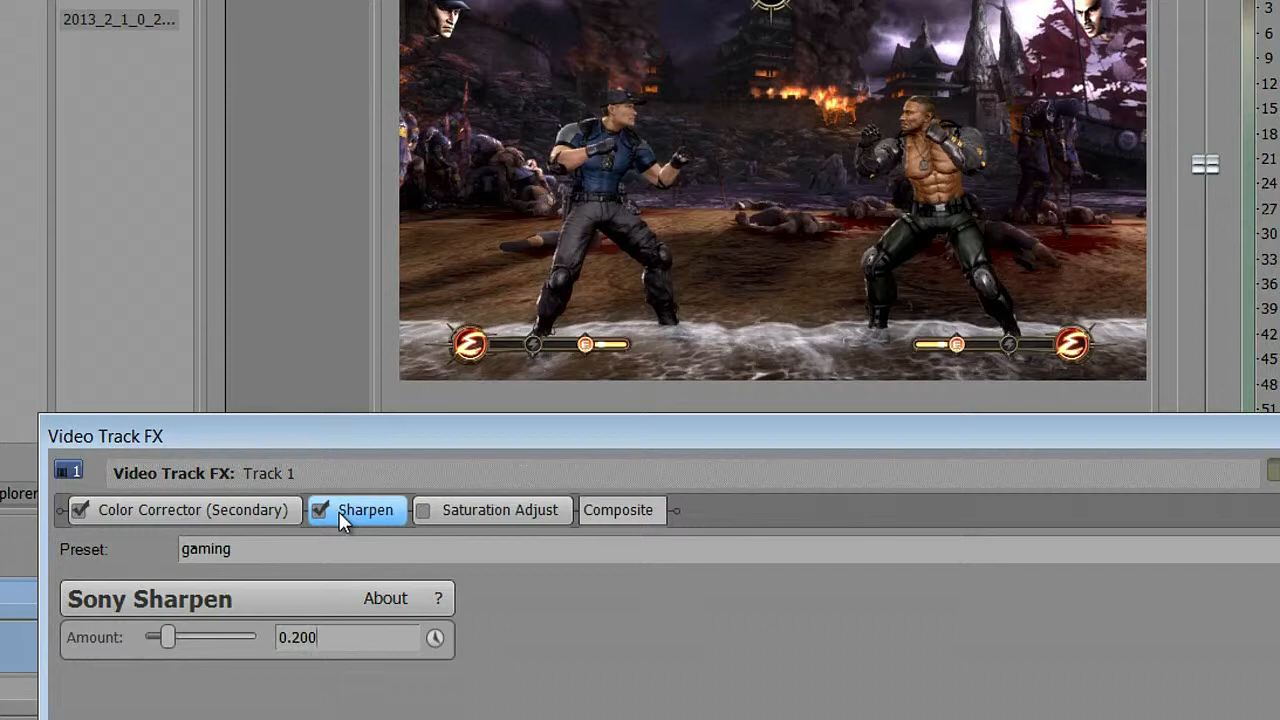 2013_2_1_0_2...
3
6
9
12
15
18
21
24
27
30
33
36
39
42
45
48
51
E
E
plorer
Video Track FX
1
Video Track FX: Track 1
Color Corrector (Secondary)
Sharpen
Saturation Adjust
Composite
Preset:
gaming
Sony Sharpen
About
?
Amount:
0.200